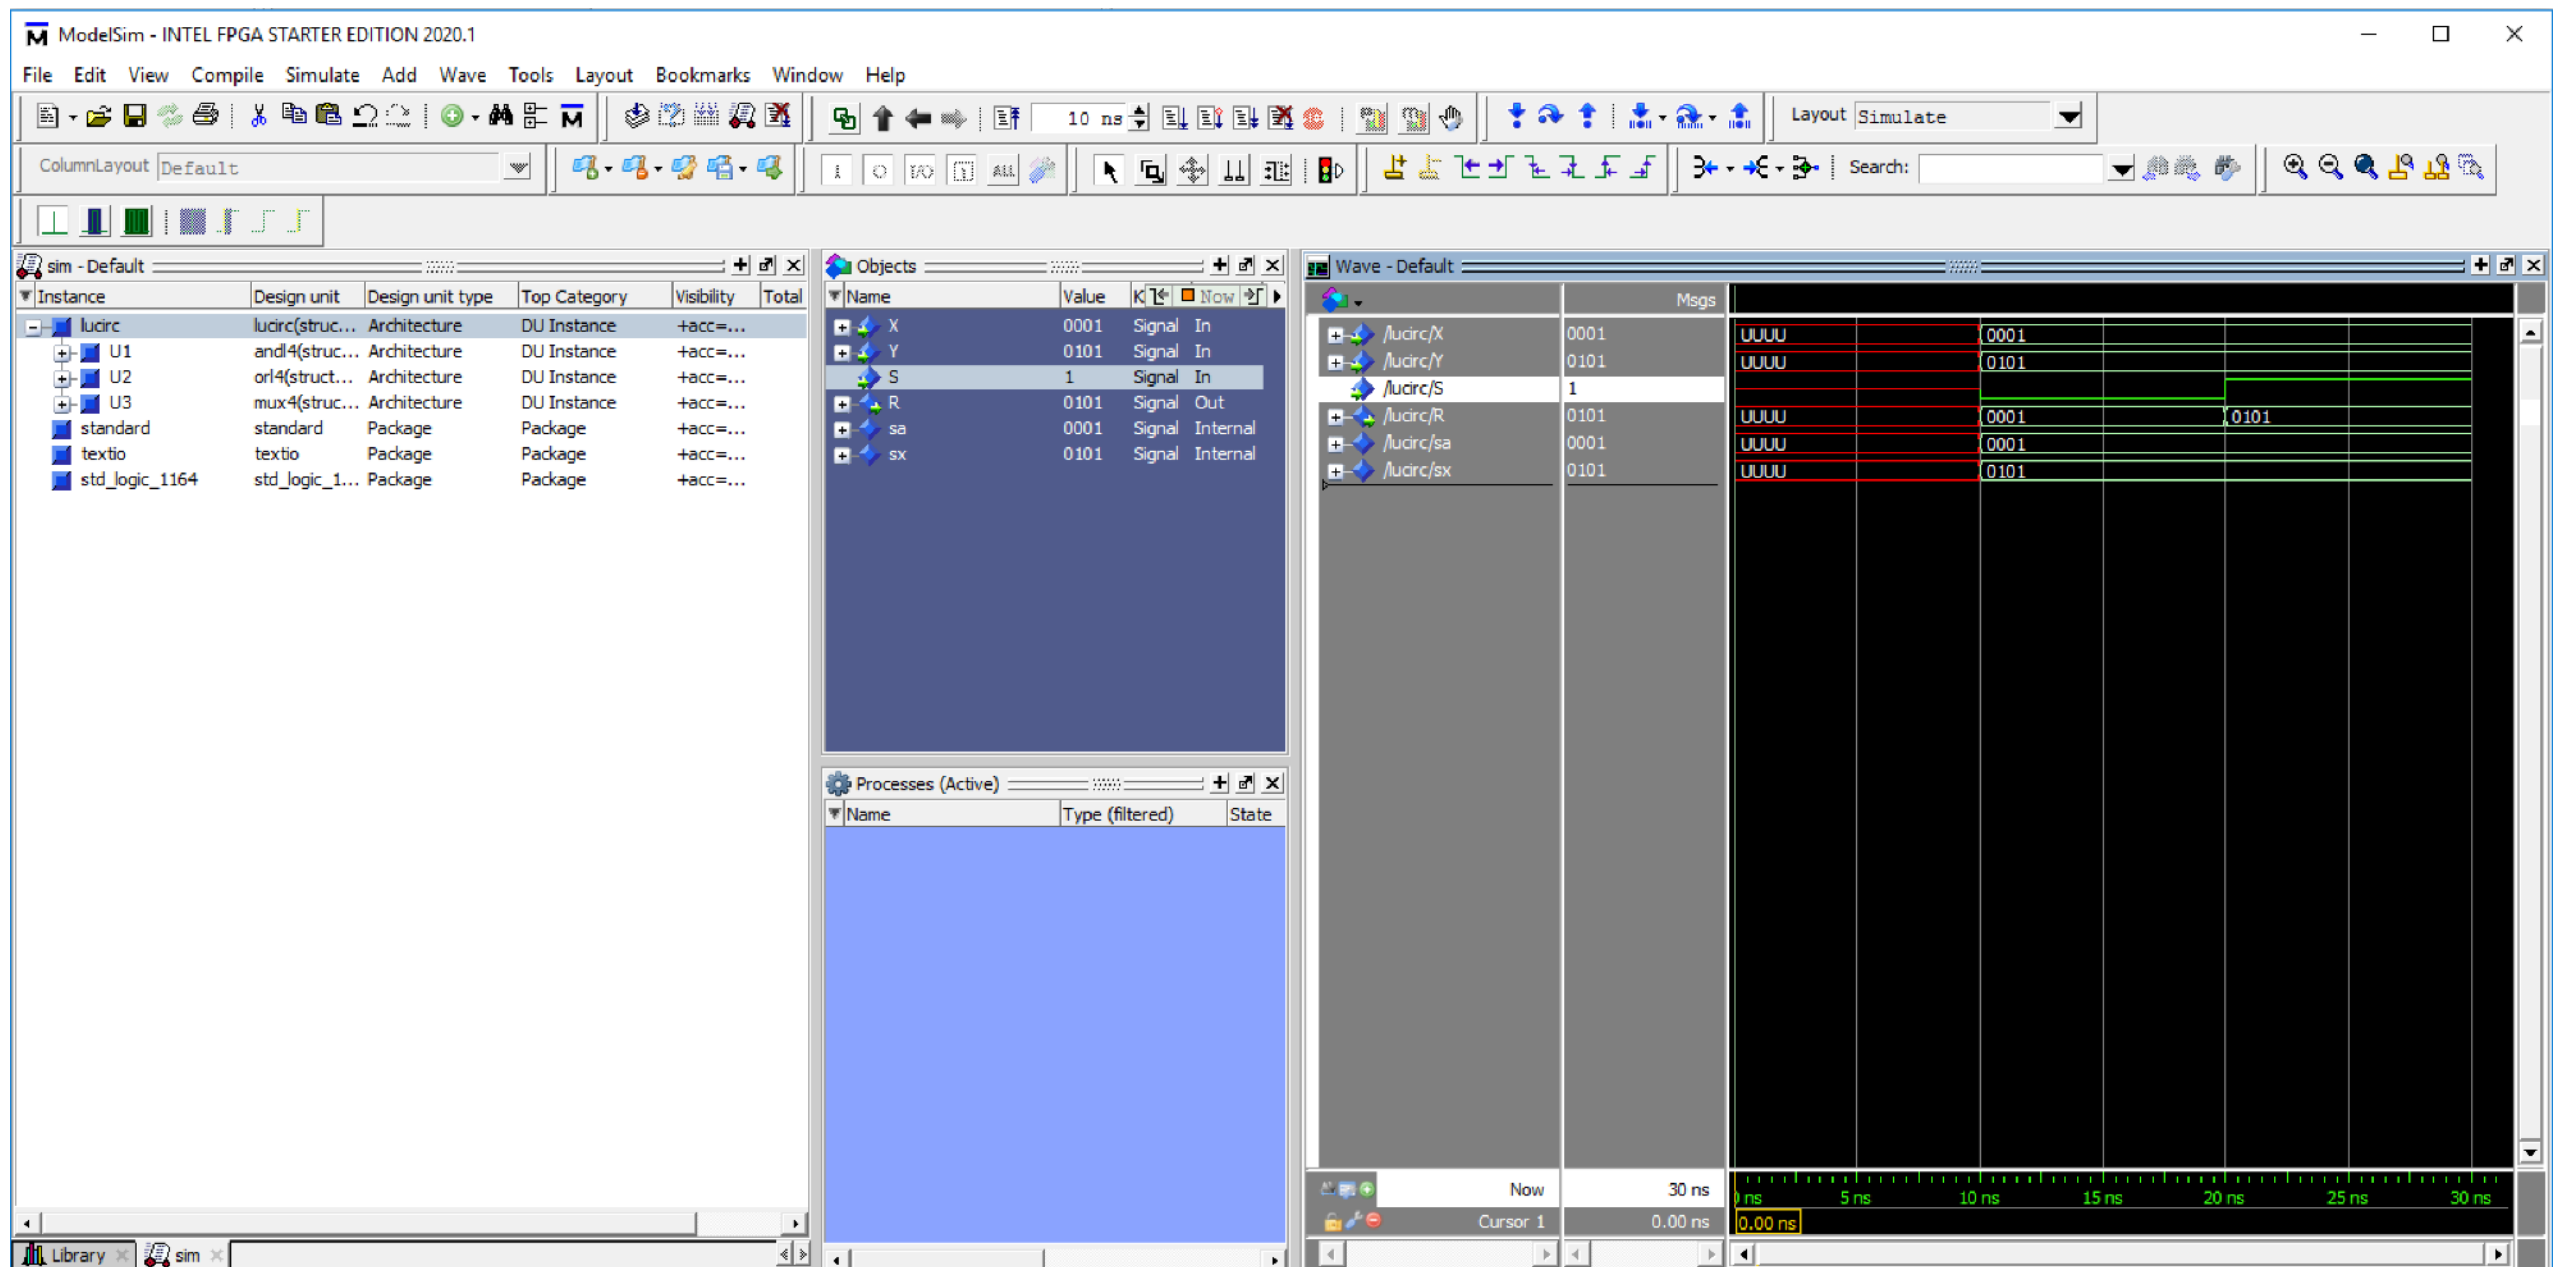 ModelSim - INTEL FPGA STARTER EDITION 2020.1
File Edit View Compile Simulate Add Wave Tools Layout Bookmarks Window Help
10 ns Layout Simulate
ColumnLayout Default ALL Search:
sim - Default
Instance Design unit Design unit type Top Category Visibility Total
lucirc lucirc(struc... Architecture DU Instance +acc=...
U1 andl4(struc... Architecture DU Instance +acc=...
U2 orl4(struct... Architecture DU Instance +acc=...
U3 mux4(struc... Architecture DU Instance +acc=...
standard standard Package Package +acc=...
textio textio Package Package +acc=...
std_logic_1164 std_logic_1... Package Package +acc=...
Library sim
Objects
Name Value K Now
X 0001 Signal In
Y 0101 Signal In
S 1 Signal In
R 0101 Signal Out
sa 0001 Signal Internal
sx 0101 Signal Internal
Processes (Active)
Name Type (filtered) State
Wave - Default
Msgs
/lucirc/X 0001 UUUU 0001
/lucirc/Y 0101 UUUU 0101
/lucirc/S 1
/lucirc/R 0101 UUUU 0001 0101
/lucirc/sa 0001 UUUU 0001
/lucirc/sx 0101 UUUU 0101
Now 30 ns ns 5 ns 10 ns 15 ns 20 ns 25 ns 30 ns
Cursor 1 0.00 ns 0.00 ns